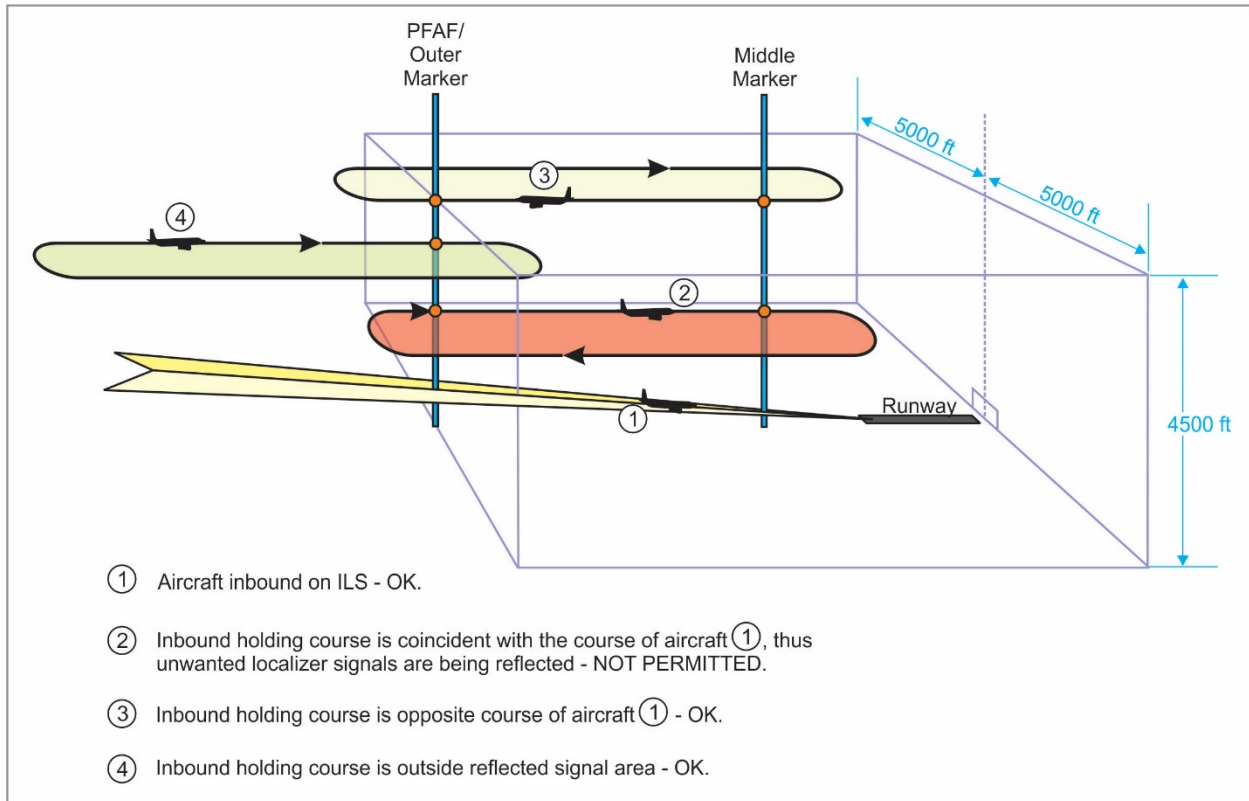 PFAF/
Outer
Marker
Middle
Marker
5000 ft
5000 ft
3
4
2
1
Runway
4500 ft
1 Aircraft inbound on ILS - OK.
2 Inbound holding course is coincident with the course of aircraft 1, thus
unwanted localizer signals are being reflected - NOT PERMITTED.
3 Inbound holding course is opposite course of aircraft 1 - OK.
4 Inbound holding course is outside reflected signal area - OK.